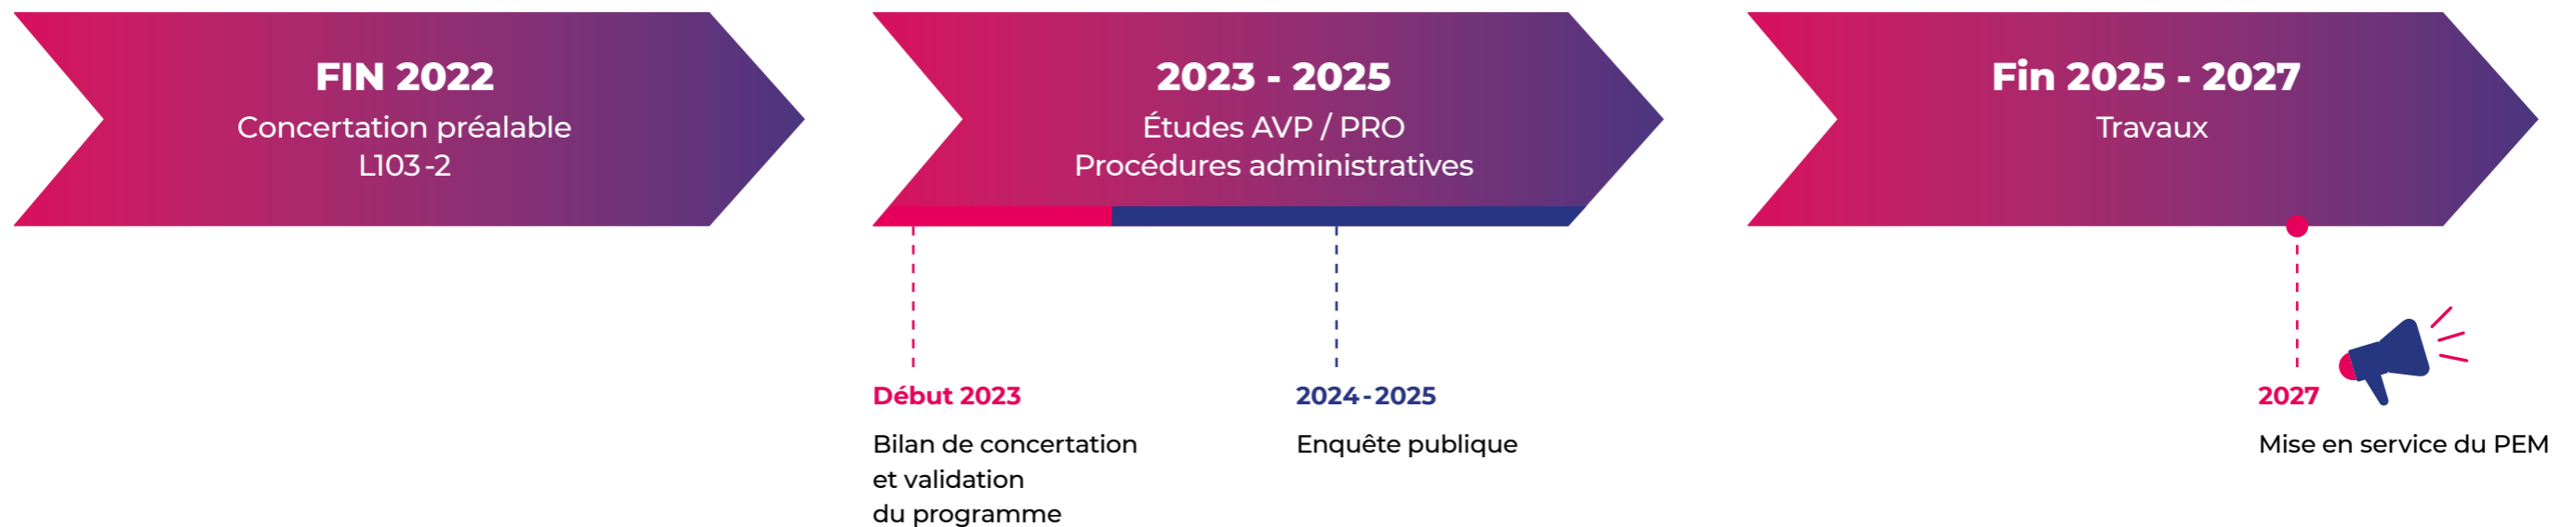 FIN 2022
Concertation préalable
L103-2
2023 - 2025
Études AVP / PRO
Procédures administratives
Fin 2025 - 2027
Travaux
Début 2023
Bilan de concertation
et validation
du programme
2024-2025
Enquête publique
2027
Mise en service du PEM